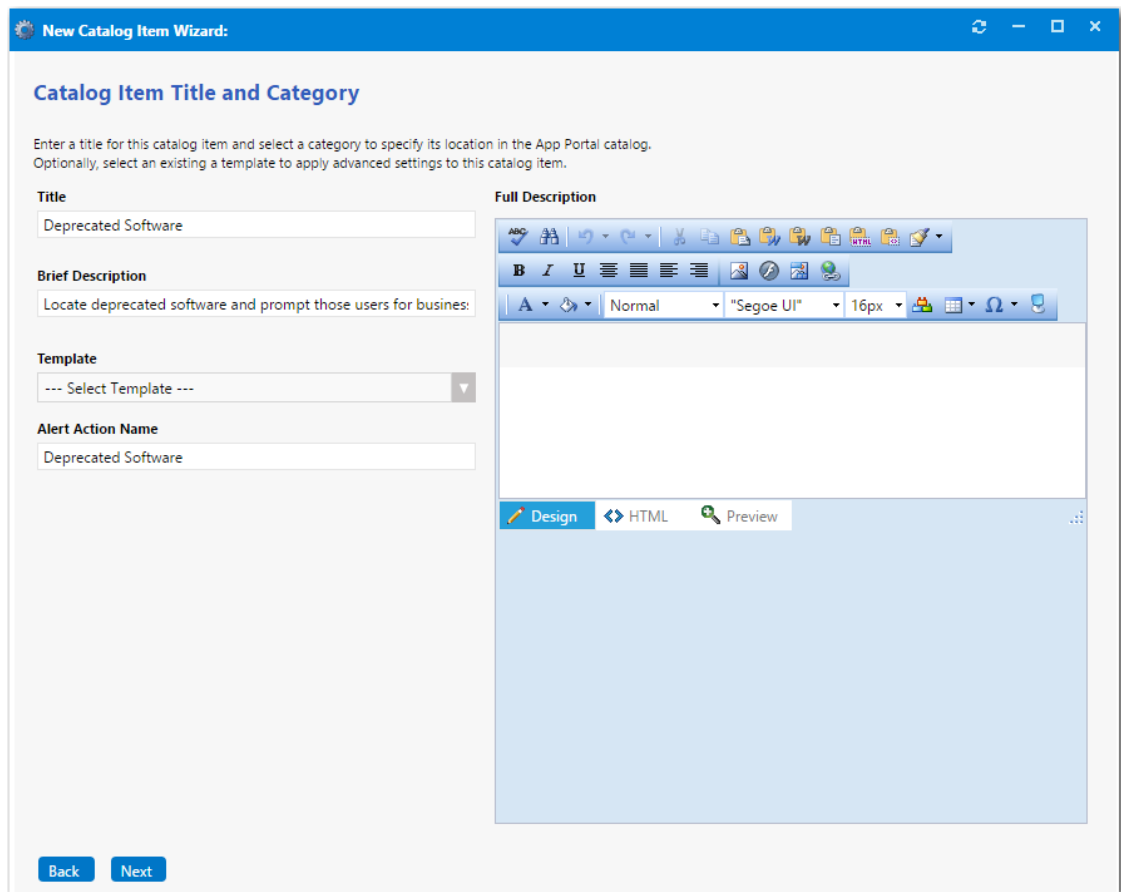 New Catalog Item Wizard:
Catalog Item Title and Category
Enter a title for this catalog item and select a category to specify its location in the App Portal catalog.
Optionally, select an existing a template to apply advanced settings to this catalog item.
Title
Deprecated Software
Brief Description
Locate deprecated software and prompt those users for busines
Template
--- Select Template ---
Alert Action Name
Deprecated Software
Full Description
ABC
HTML
B I U
A Normal "Segoe UI" 16px Ω
Design HTML Preview
Back Next